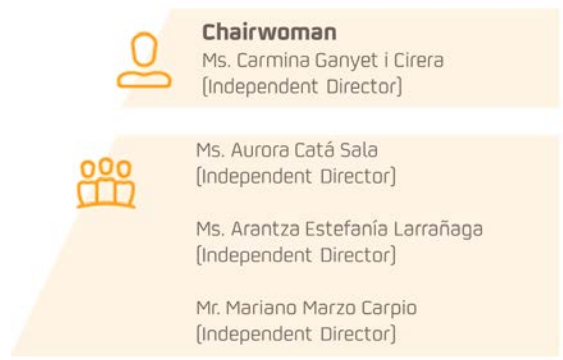 Chairwoman
Ms. Carmina Ganyet i Cirera
(Independent Director)
Ms. Aurora Catá Sala
(Independent Director)
Ms. Arantza Estefanía Larrañaga
(Independent Director)
Mr. Mariano Marzo Carpio
(Independent Director)